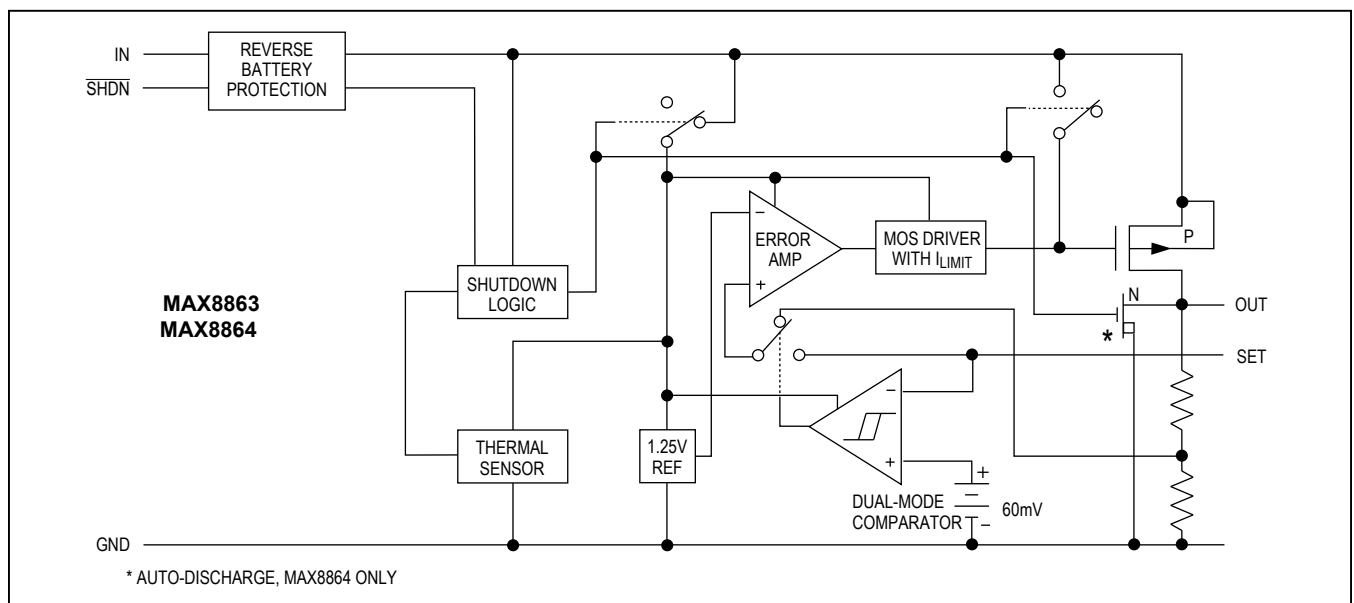 IN
SHDN
REVERSE
BATTERY
PROTECTION
−
ERROR
AMP
+
MOS DRIVER
WITH ILIMIT
P
N
OUT
*
SET
SHUTDOWN
LOGIC
MAX8863
MAX8864
−
+
THERMAL
SENSOR
1.25V
REF
DUAL-MODE
COMPARATOR
+
60mV
−
GND
* AUTO-DISCHARGE, MAX8864 ONLY